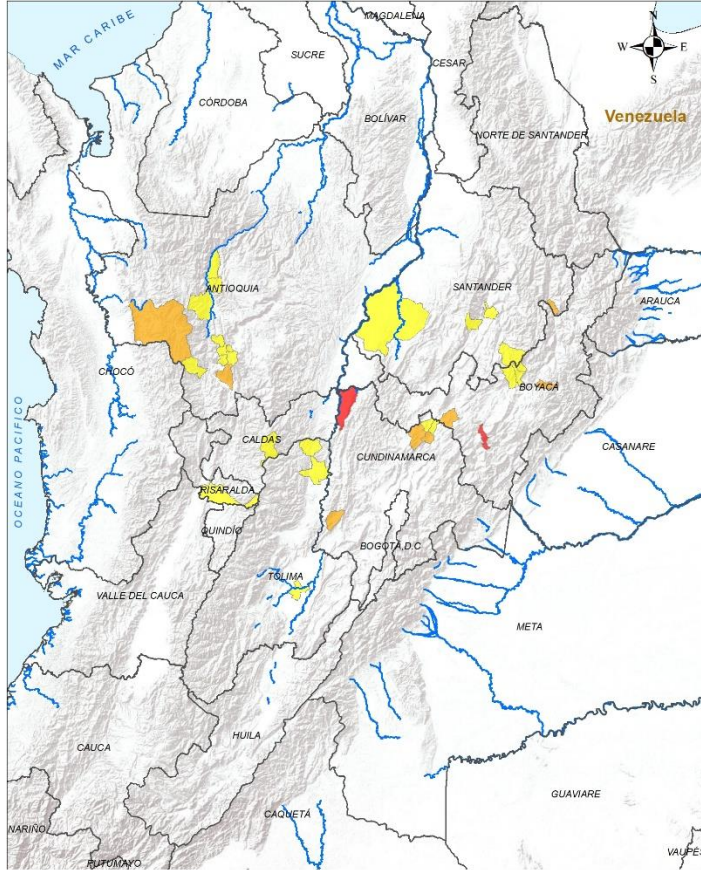 MAGDALENA
N
W
E
S
MAR CARIBE
SUCRE
CESAR
CÓRDOBA
BOLÍVAR
Venezuela
NORTE DE SANTANDER
ANTIOQUIA
SANTANDER
ARAUCA
CHOCÓ
BOYACÁ
CALDAS
CUNDINAMARCA
CASANARE
OCEANO PACIFICO
RISARALDA
QUINDÍO
BOGOTÁ,D.C
TOLIMA
VALLE DEL CAUCA
META
HUILA
CAUCA
GUAVIARE
CAQUETÁ
NARIÑO
PUTUMAYO
VAUPÉS